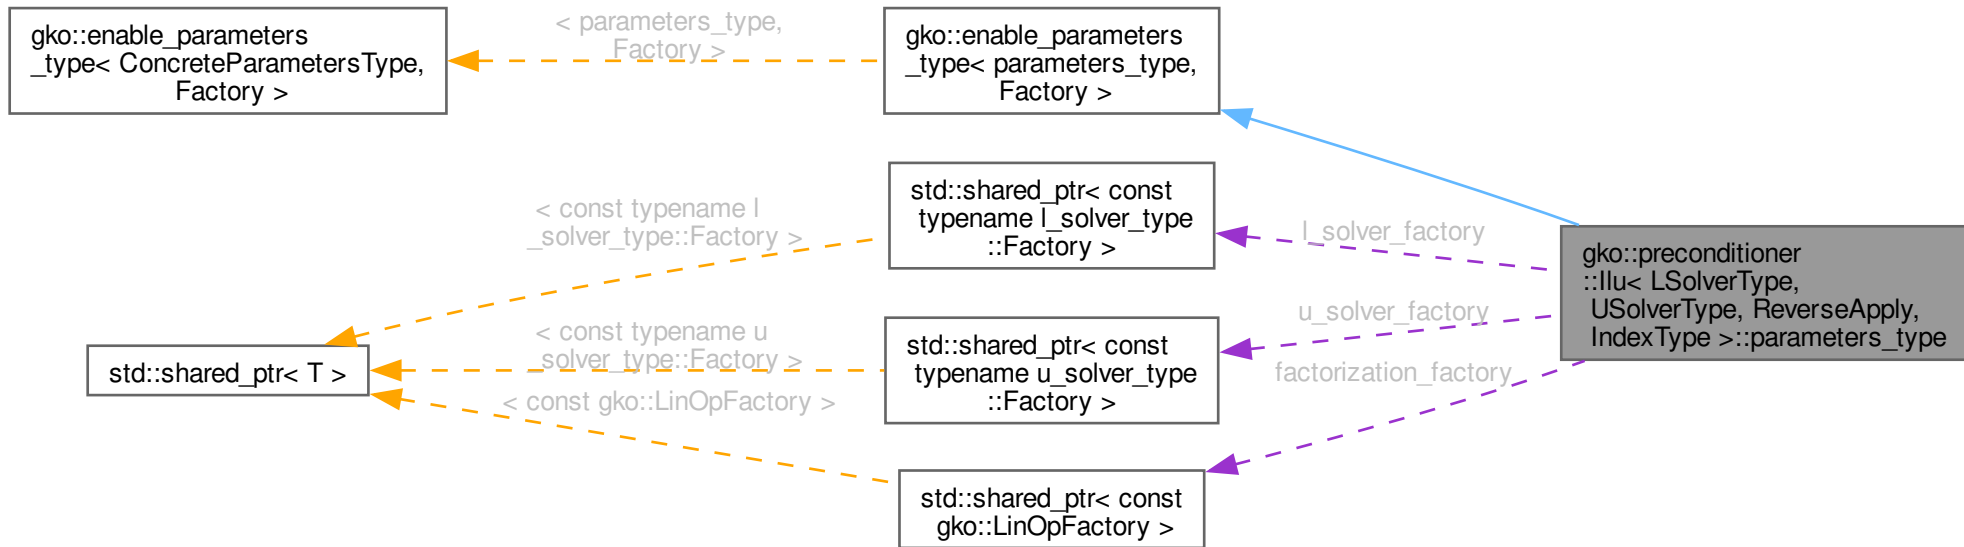 gko::enable_parameters
_type< ConcreteParametersType,
Factory >
< parameters_type,
Factory >
gko::enable_parameters
_type< parameters_type,
Factory >
< const typename l
_solver_type::Factory >
std::shared_ptr< const
typename l_solver_type
::Factory >
l_solver_factory
gko::preconditioner
::Ilu< LSolverType,
USolverType, ReverseApply,
IndexType >::parameters_type
std::shared_ptr< T >
< const typename u
_solver_type::Factory >
std::shared_ptr< const
typename u_solver_type
::Factory >
u_solver_factory
< const gko::LinOpFactory >
factorization_factory
std::shared_ptr< const
gko::LinOpFactory >